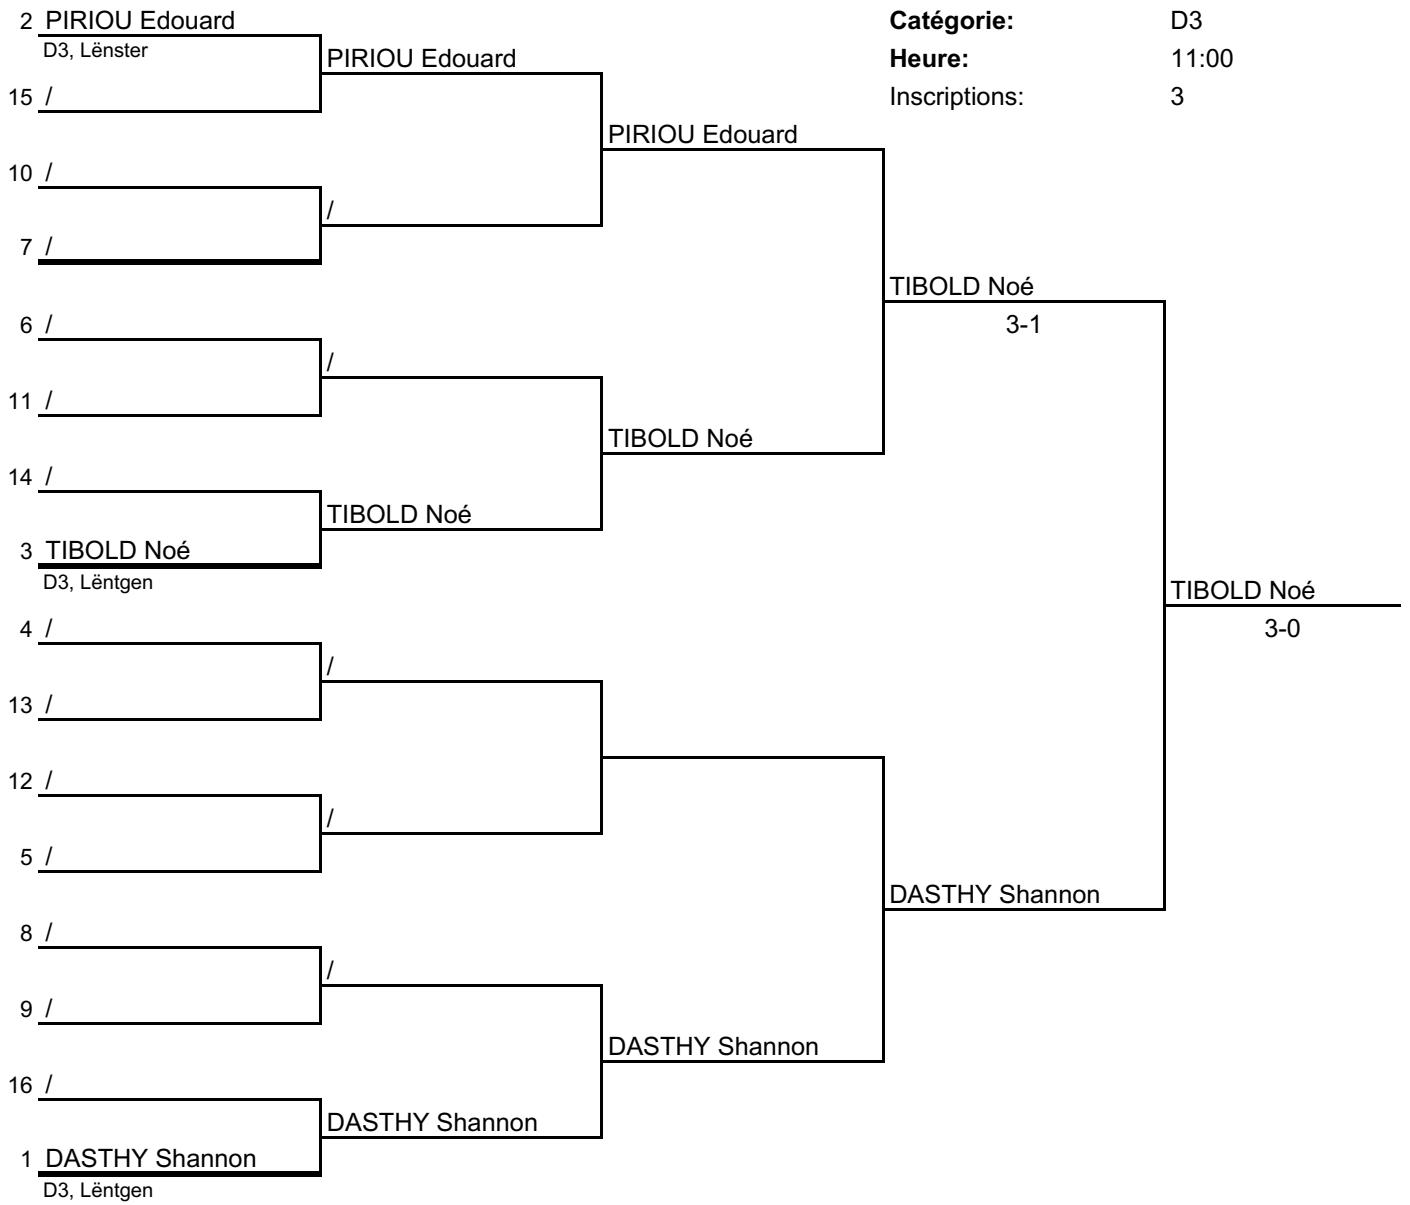 2 PIRIOU Edouard
D3, Lënster
15 /
10 /
7 /
6 /
11 /
14 /
3 TIBOLD Noé
D3, Lëntgen
4 /
13 /
12 /
5 /
8 /
9 /
16 /
1 DASTHY Shannon
D3, Lëntgen
PIRIOU Edouard
/
/
TIBOLD Noé
/
/
/
DASTHY Shannon
PIRIOU Edouard
TIBOLD Noé
DASTHY Shannon
Catégorie: D3
Heure: 11:00
Inscriptions: 3
TIBOLD Noé
3-1
DASTHY Shannon
TIBOLD Noé
3-0